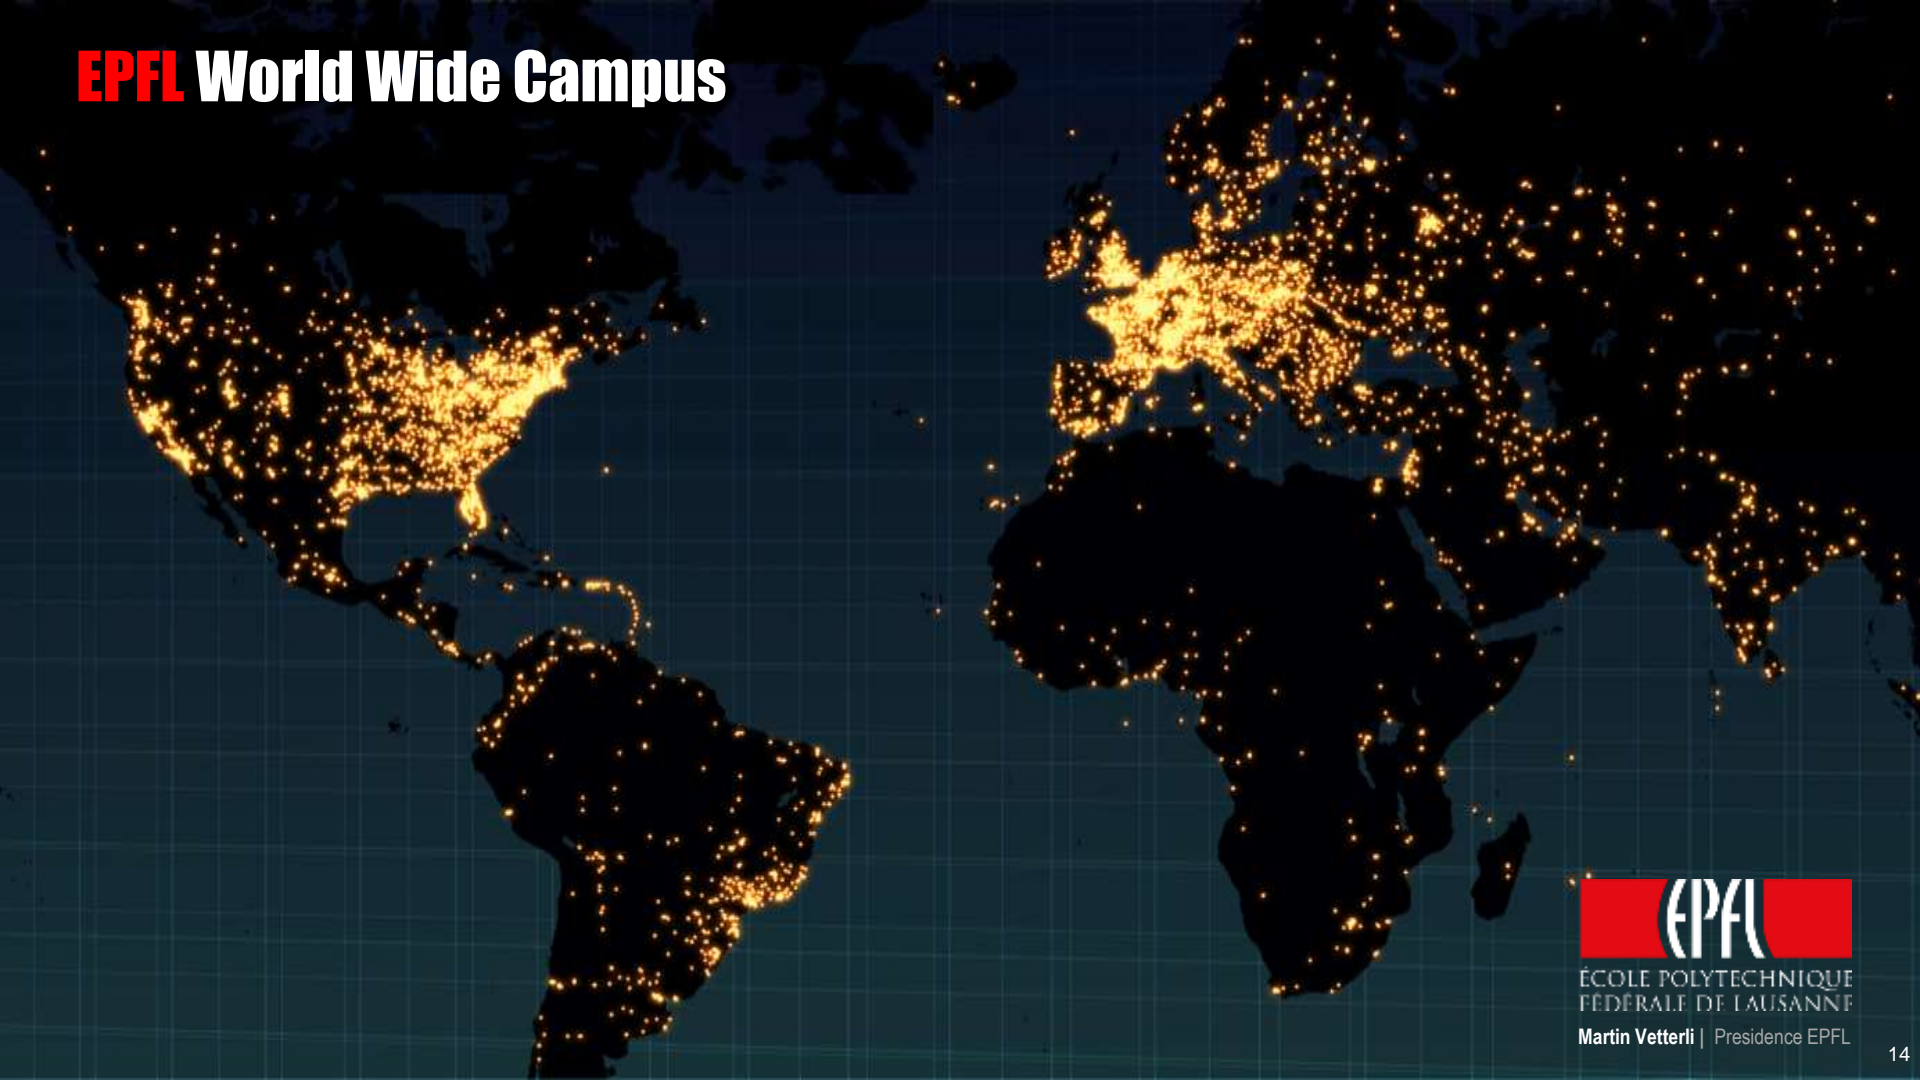 EPFL World Wide Campus
EPFL
ÉCOLE POLYTECHNIQUE
FÉDÉRALE DE LAUSANNE
Martin Vetterli | Presidence EPFL
14